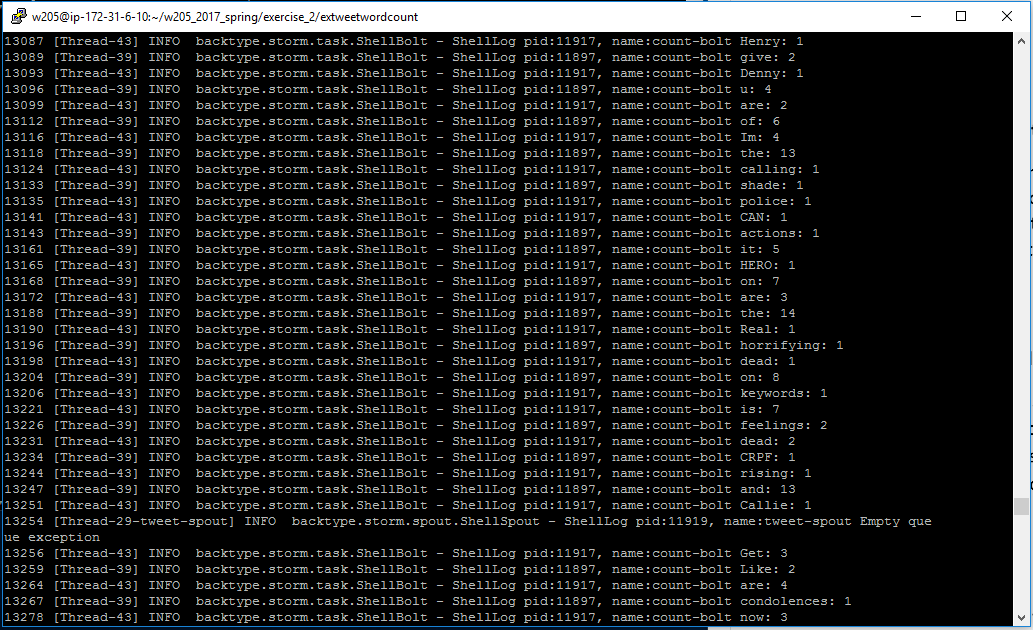 w205@ip-172-31-6-10:~/w205_2017_spring/exercise_2/extweetwordcount
13087 [Thread-43] INFO  backtype.storm.task.ShellBolt - ShellLog pid:11917, name:count-bolt Henry: 1
13089 [Thread-39] INFO  backtype.storm.task.ShellBolt - ShellLog pid:11897, name:count-bolt give: 2
13093 [Thread-43] INFO  backtype.storm.task.ShellBolt - ShellLog pid:11917, name:count-bolt Denny: 1
13096 [Thread-39] INFO  backtype.storm.task.ShellBolt - ShellLog pid:11897, name:count-bolt u: 4
13099 [Thread-43] INFO  backtype.storm.task.ShellBolt - ShellLog pid:11917, name:count-bolt are: 2
13112 [Thread-39] INFO  backtype.storm.task.ShellBolt - ShellLog pid:11897, name:count-bolt of: 6
13116 [Thread-43] INFO  backtype.storm.task.ShellBolt - ShellLog pid:11917, name:count-bolt Im: 4
13118 [Thread-39] INFO  backtype.storm.task.ShellBolt - ShellLog pid:11897, name:count-bolt the: 13
13124 [Thread-43] INFO  backtype.storm.task.ShellBolt - ShellLog pid:11917, name:count-bolt calling: 1
13133 [Thread-39] INFO  backtype.storm.task.ShellBolt - ShellLog pid:11897, name:count-bolt shade: 1
13135 [Thread-43] INFO  backtype.storm.task.ShellBolt - ShellLog pid:11917, name:count-bolt police: 1
13141 [Thread-43] INFO  backtype.storm.task.ShellBolt - ShellLog pid:11917, name:count-bolt CAN: 1
13143 [Thread-39] INFO  backtype.storm.task.ShellBolt - ShellLog pid:11897, name:count-bolt actions: 1
13161 [Thread-39] INFO  backtype.storm.task.ShellBolt - ShellLog pid:11897, name:count-bolt it: 5
13165 [Thread-43] INFO  backtype.storm.task.ShellBolt - ShellLog pid:11917, name:count-bolt HERO: 1
13168 [Thread-39] INFO  backtype.storm.task.ShellBolt - ShellLog pid:11897, name:count-bolt on: 7
13172 [Thread-43] INFO  backtype.storm.task.ShellBolt - ShellLog pid:11917, name:count-bolt are: 3
13188 [Thread-39] INFO  backtype.storm.task.ShellBolt - ShellLog pid:11897, name:count-bolt the: 14
13190 [Thread-43] INFO  backtype.storm.task.ShellBolt - ShellLog pid:11917, name:count-bolt Real: 1
13196 [Thread-39] INFO  backtype.storm.task.ShellBolt - ShellLog pid:11897, name:count-bolt horrifying: 1
13198 [Thread-43] INFO  backtype.storm.task.ShellBolt - ShellLog pid:11917, name:count-bolt dead: 1
13204 [Thread-39] INFO  backtype.storm.task.ShellBolt - ShellLog pid:11897, name:count-bolt on: 8
13206 [Thread-43] INFO  backtype.storm.task.ShellBolt - ShellLog pid:11917, name:count-bolt keywords: 1
13221 [Thread-43] INFO  backtype.storm.task.ShellBolt - ShellLog pid:11917, name:count-bolt is: 7
13226 [Thread-39] INFO  backtype.storm.task.ShellBolt - ShellLog pid:11897, name:count-bolt feelings: 2
13231 [Thread-43] INFO  backtype.storm.task.ShellBolt - ShellLog pid:11917, name:count-bolt dead: 2
13234 [Thread-39] INFO  backtype.storm.task.ShellBolt - ShellLog pid:11897, name:count-bolt CRPF: 1
13244 [Thread-43] INFO  backtype.storm.task.ShellBolt - ShellLog pid:11917, name:count-bolt rising: 1
13247 [Thread-39] INFO  backtype.storm.task.ShellBolt - ShellLog pid:11897, name:count-bolt and: 13
13251 [Thread-43] INFO  backtype.storm.task.ShellBolt - ShellLog pid:11917, name:count-bolt Callie: 1
13254 [Thread-29-tweet-spout] INFO  backtype.storm.spout.ShellSpout - ShellLog pid:11919, name:tweet-spout Empty que
ue exception
13256 [Thread-43] INFO  backtype.storm.task.ShellBolt - ShellLog pid:11917, name:count-bolt Get: 3
13259 [Thread-39] INFO  backtype.storm.task.ShellBolt - ShellLog pid:11897, name:count-bolt Like: 2
13264 [Thread-43] INFO  backtype.storm.task.ShellBolt - ShellLog pid:11917, name:count-bolt are: 4
13267 [Thread-39] INFO  backtype.storm.task.ShellBolt - ShellLog pid:11897, name:count-bolt condolences: 1
13278 [Thread-43] INFO  backtype.storm.task.ShellBolt - ShellLog pid:11917, name:count-bolt now: 3